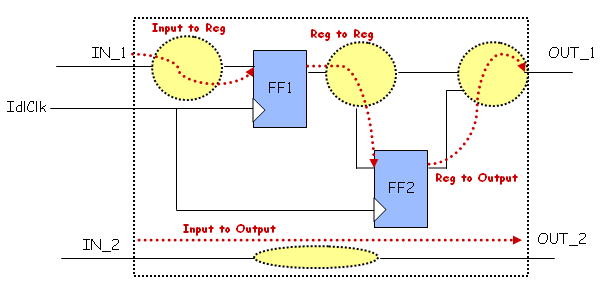 Input to Reg
Reg to Reg
IN_1
OUT_1
FF1
IdlClk
FF2
Reg to Output
Input to Output
IN_2
OUT_2